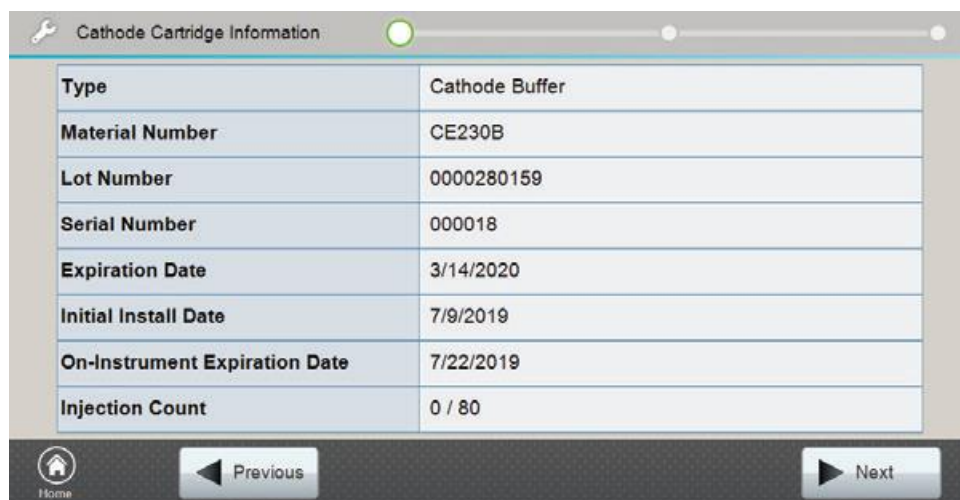 Cathode Cartridge Information
Type Cathode Buffer
Material Number CE230B
Lot Number 0000280159
Serial Number 000018
Expiration Date 3/14/2020
Initial Install Date 7/9/2019
On-Instrument Expiration Date 7/22/2019
Injection Count 0 / 80
Home Previous Next